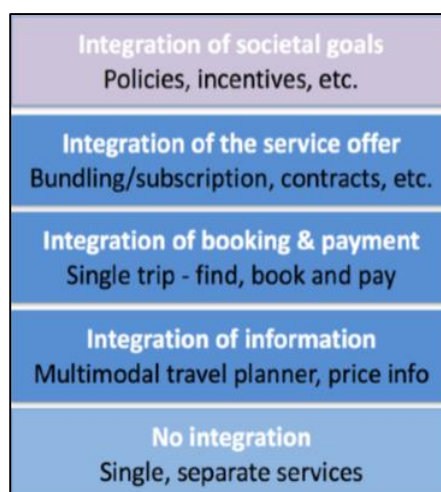 Integration of societal goals
Policies, incentives, etc.
Integration of the service offer
Bundling/subscription, contracts, etc.
Integration of booking & payment
Single trip - find, book and pay
Integration of information
Multimodal travel planner, price info
No integration
Single, separate services